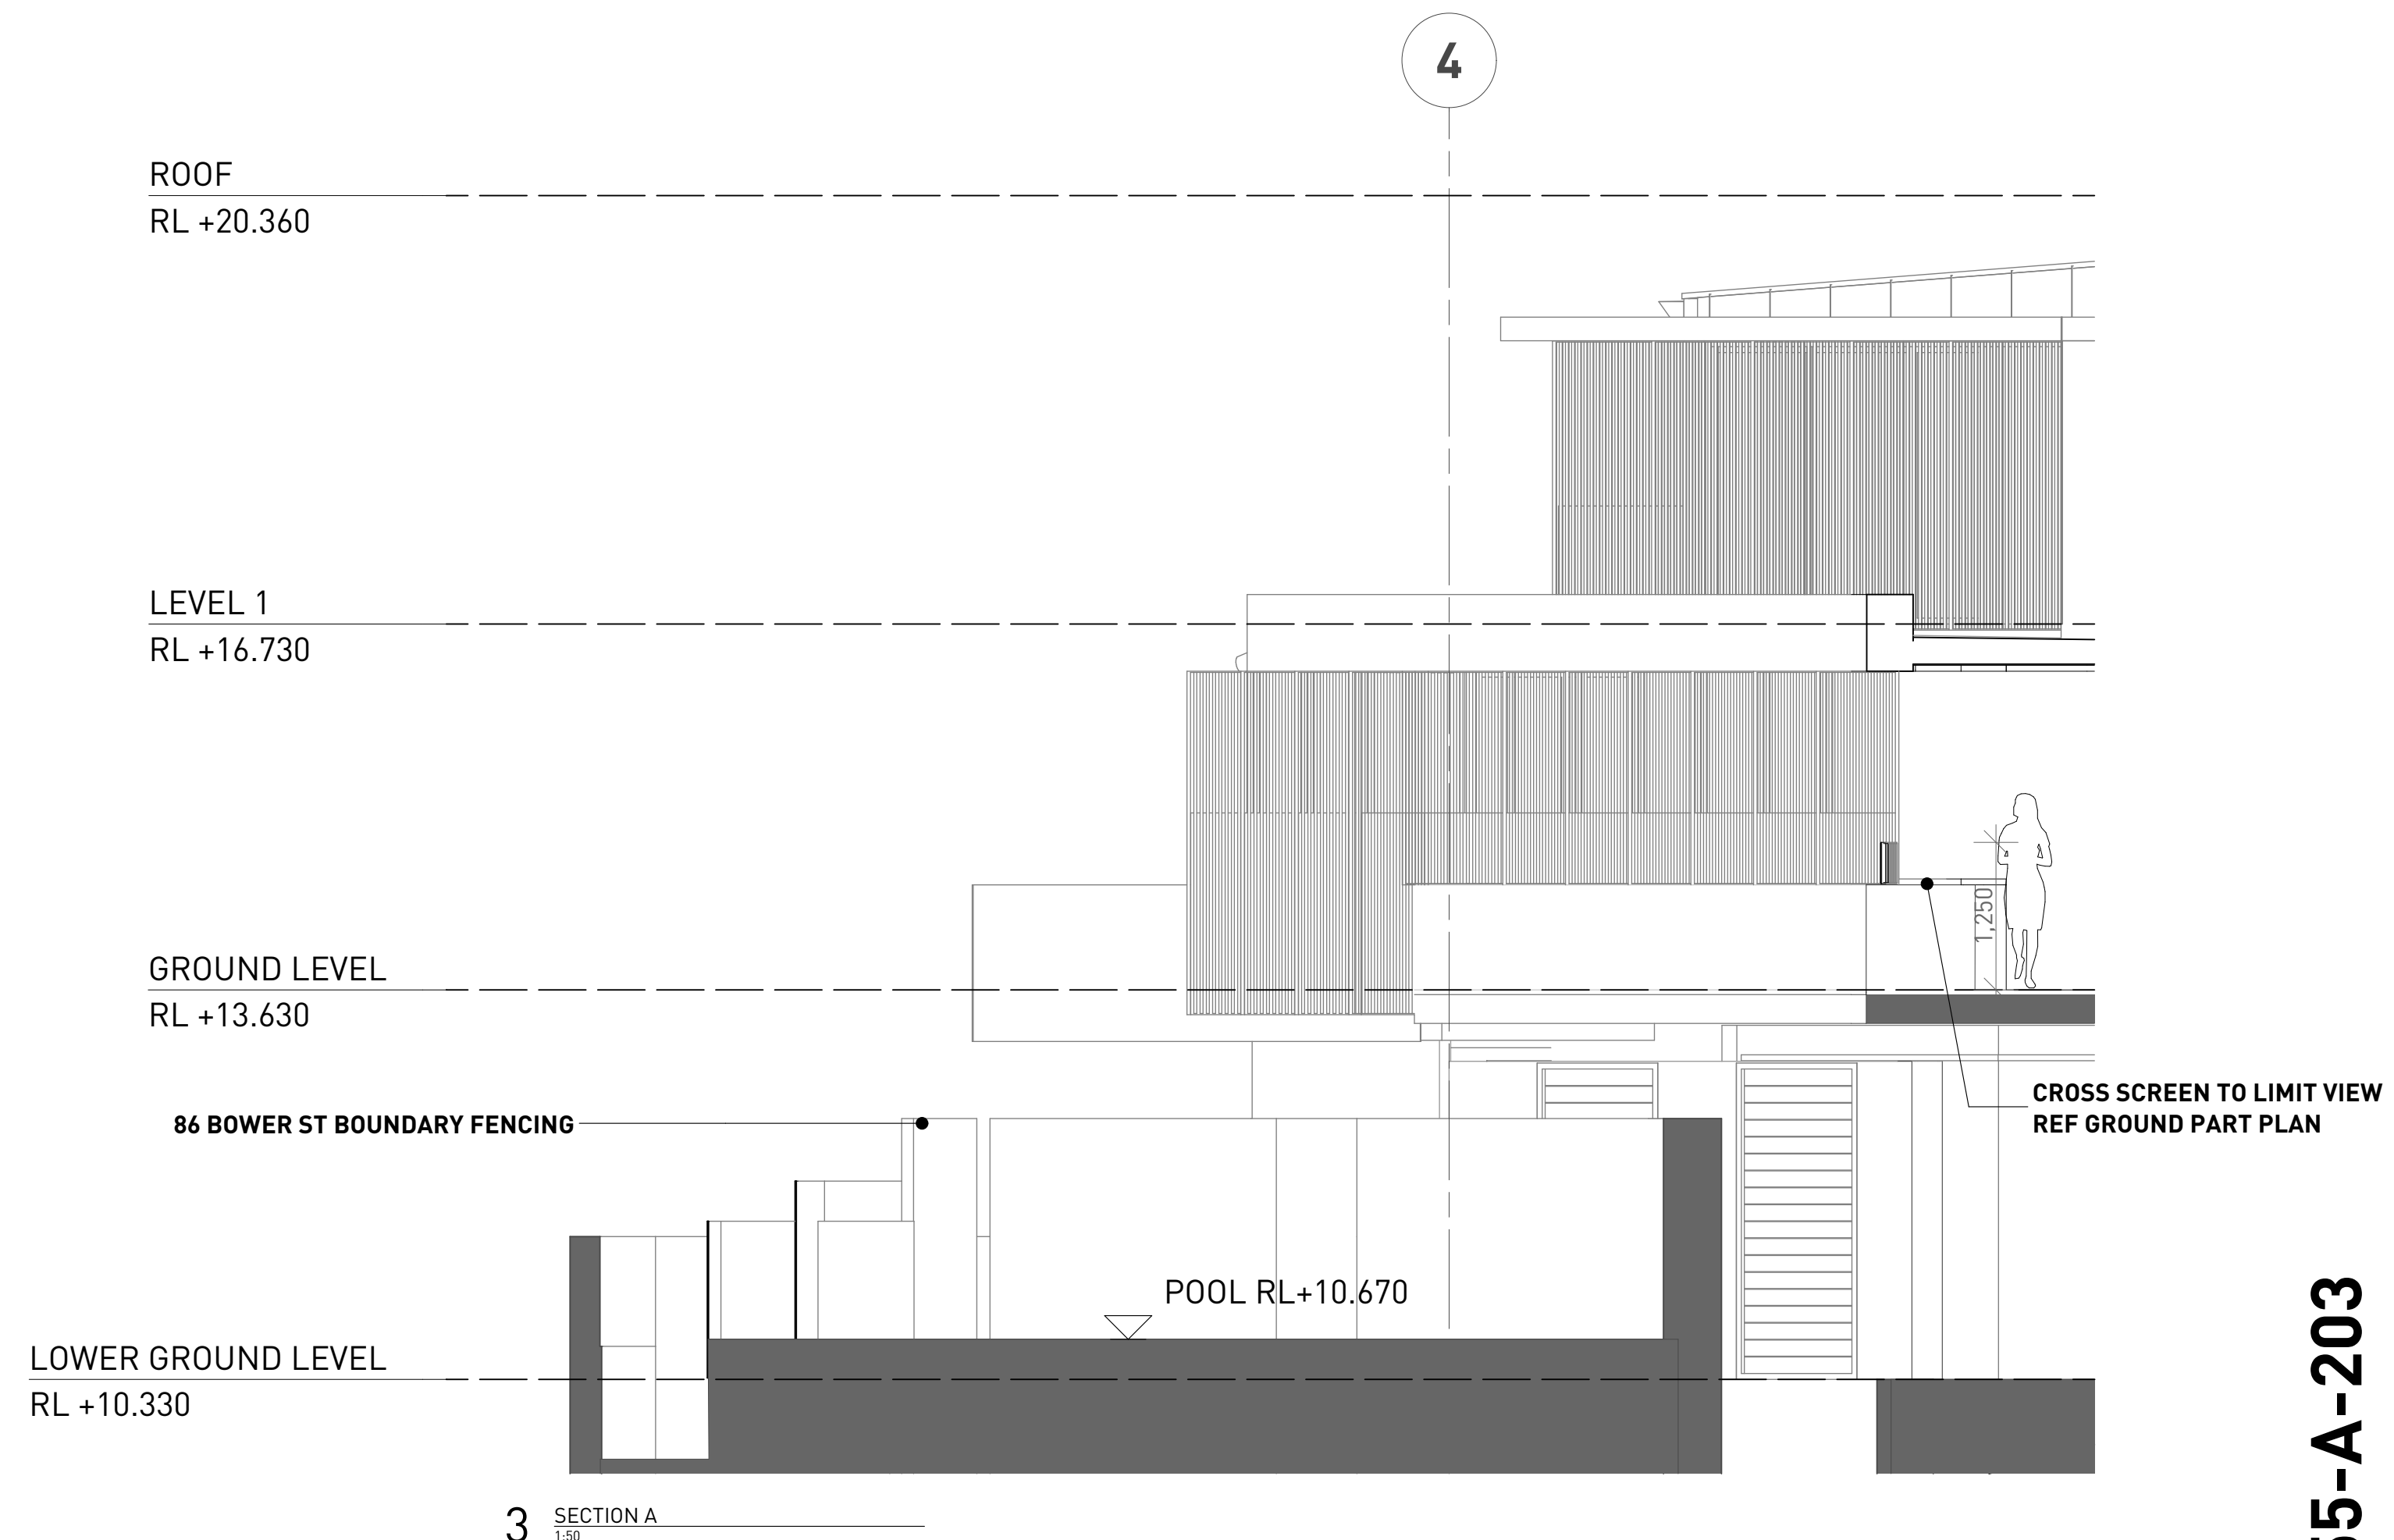 4
ROOF
RL +20.360
LEVEL 1
RL +16.730
GROUND LEVEL
RL +13.630
1,250
86 BOWER ST BOUNDARY FENCING
CROSS SCREEN TO LIMIT VIEW
REF GROUND PART PLAN
POOL RL+10.670
LOWER GROUND LEVEL
RL +10.330
3 SECTION A
1:50
5-A-203